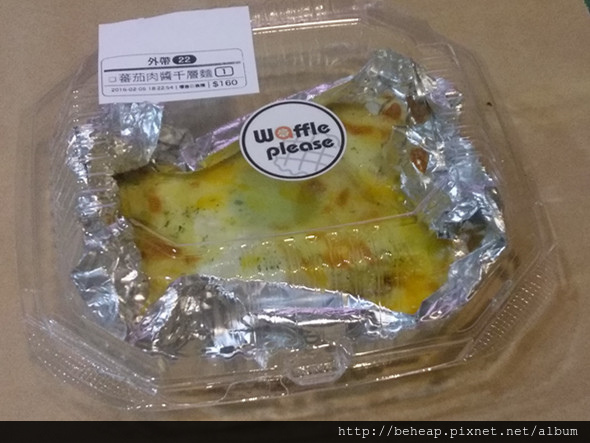 外帶 22
蕃茄肉醬千層麵 1
$160
waffle
please
http://beheap.pixnet.net/album